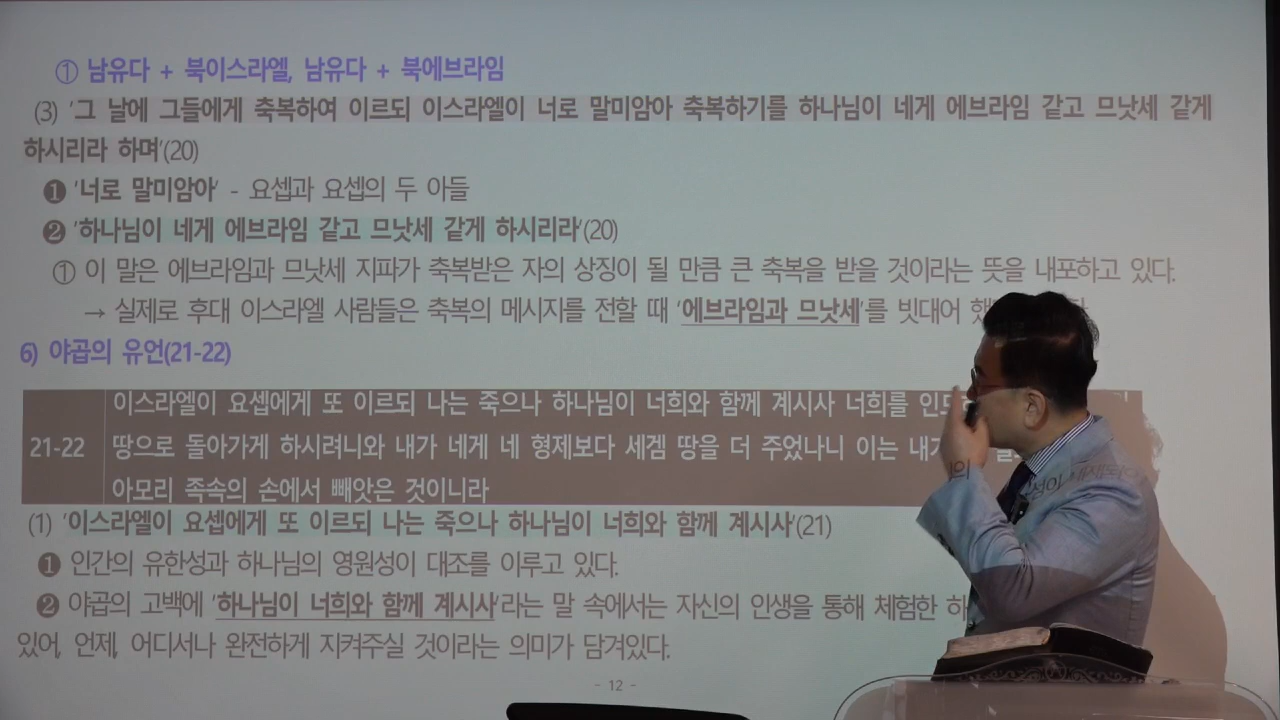 ① 남유다 + 북이스라엘, 남유다 + 북에브라임
(3) '그 날에 그들에게 축복하여 이르되 이스라엘이 너로 말미암아 축복하기를 하나님이 네게 에브라임 같고 므낫세 같게
하시리라 하며'(20)
❶ '너로 말미암아' - 요셉과 요셉의 두 아들
❷ '하나님이 네게 에브라임 같고 므낫세 같게 하시리라'(20)
① 이 말은 에브라임과 므낫세 지파가 축복받은 자의 상징이 될 만큼 큰 축복을 받을 것이라는 뜻을 내포하고 있다.
→ 실제로 후대 이스라엘 사람들은 축복의 메시지를 전할 때 '에브라임과 므낫세'를 빗대어
6) 야곱의 유언(21-22)
이스라엘이 요셉에게 또 이르되 나는 죽으나 하나님이 너희와 함께 계시사 너희를
21-22 땅으로 돌아가게 하시려니와 내가 네게 네 형제보다 세겜 땅을 더 주었나니 이는
아모리 족속의 손에서 빼앗은 것이니라
(1) '이스라엘이 요셉에게 또 이르되 나는 죽으나 하나님이 너희와 함께 계시사'(21)
❶ 인간의 유한성과 하나님의 영원성이 대조를 이루고 있다.
❷ 야곱의 고백에 '하나님이 너희와 함께 계시사'라는 말 속에서는 자신의 인생을 통해 체험한
있어, 언제, 어디서나 완전하게 지켜주실 것이라는 의미가 담겨있다.
- 12 -